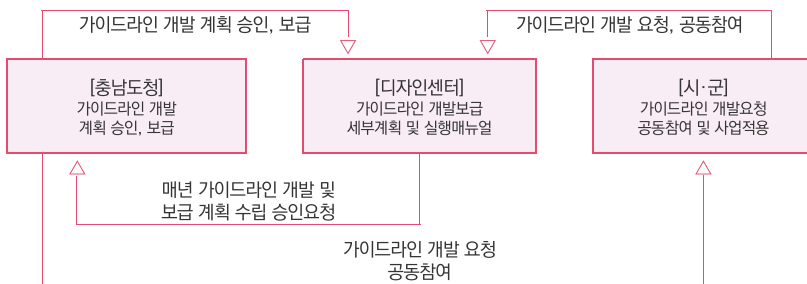 가이드라인 개발 계획 승인, 보급
가이드라인 개발 요청, 공동참여
[충남도청]
가이드라인 개발
계획 승인, 보급
[디자인센터]
가이드라인 개발보급
세부계획 및 실행매뉴얼
[시·군]
가이드라인 개발요청
공동참여 및 사업적용
매년 가이드라인 개발 및
보급 계획 수립 승인요청
가이드라인 개발 요청
공동참여